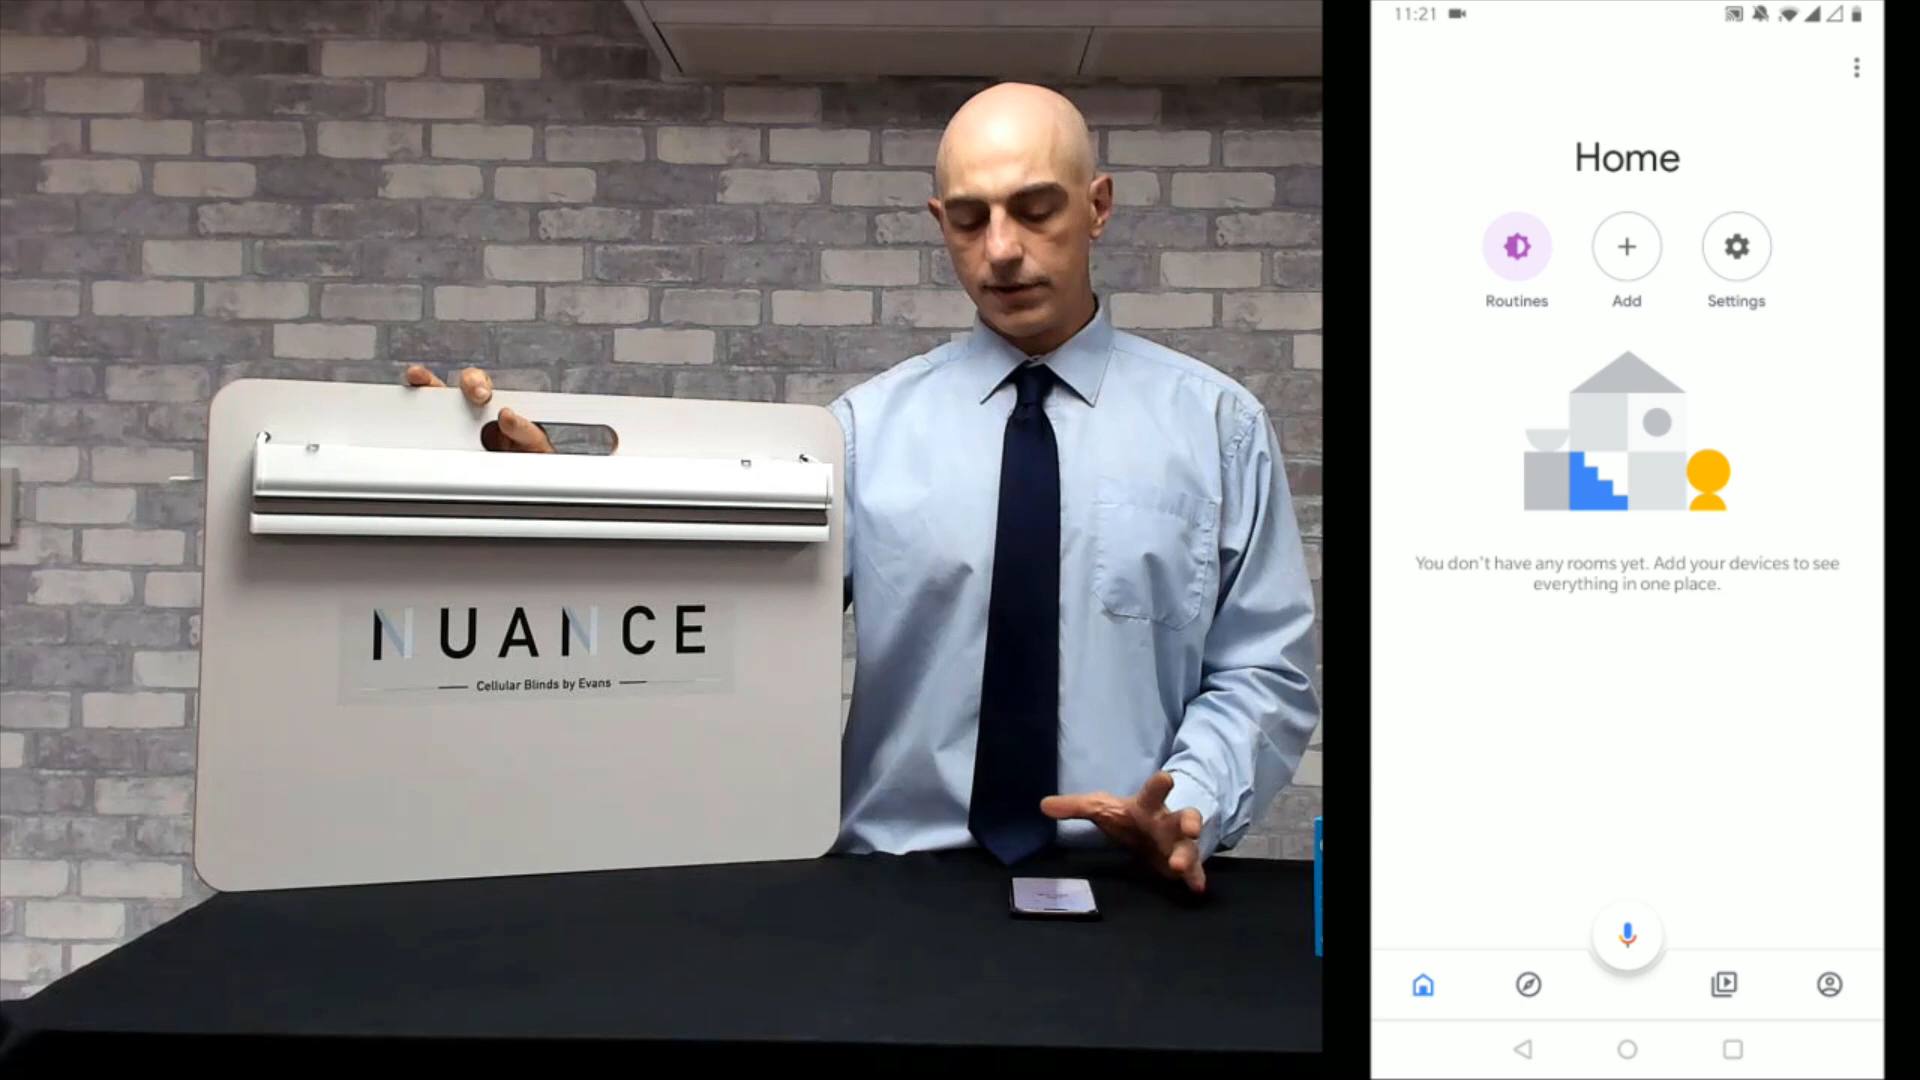 NUANCE
Cellular Blinds by Evans
11:21
Home
Routines
Add
Settings
You don't have any rooms yet. Add your devices to see
everything in one place.